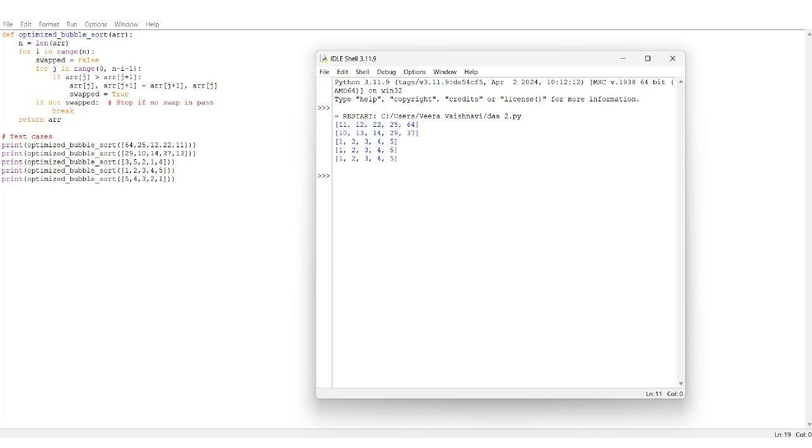 File Edit Format Run Options Window Help
def optimized_bubble_sort(arr):
    n = len(arr)
    for i in range(n):
        swapped = False
        for j in range(0, n-i-1):
            if arr[j] > arr[j+1]:
                arr[j], arr[j+1] = arr[j+1], arr[j]
                swapped = True
        if not swapped:  # Stop if no swap in pass
            break
    return arr
# Test cases
print(optimized_bubble_sort([64,25,12,22,11]))
print(optimized_bubble_sort([29,10,14,37,13]))
print(optimized_bubble_sort([3,5,2,1,4]))
print(optimized_bubble_sort([1,2,3,4,5]))
print(optimized_bubble_sort([5,4,3,2,1]))
IDLE Shell 3.11.9
File Edit Shell Debug Options Window Help
Python 3.11.9 (tags/v3.11.9:de54cf5, Apr  2 2024, 10:12:12) [MSC v.1938 64 bit (
AMD64)] on win32
Type "help", "copyright", "credits" or "license()" for more information.
>>>
= RESTART: C:/Users/Veera Vaishnavi/daa 2.py
[11, 12, 22, 25, 64]
[10, 13, 14, 29, 37]
[1, 2, 3, 4, 5]
[1, 2, 3, 4, 5]
[1, 2, 3, 4, 5]
>>>
Ln: 11 Col: 0
Ln: 19 Col: 0